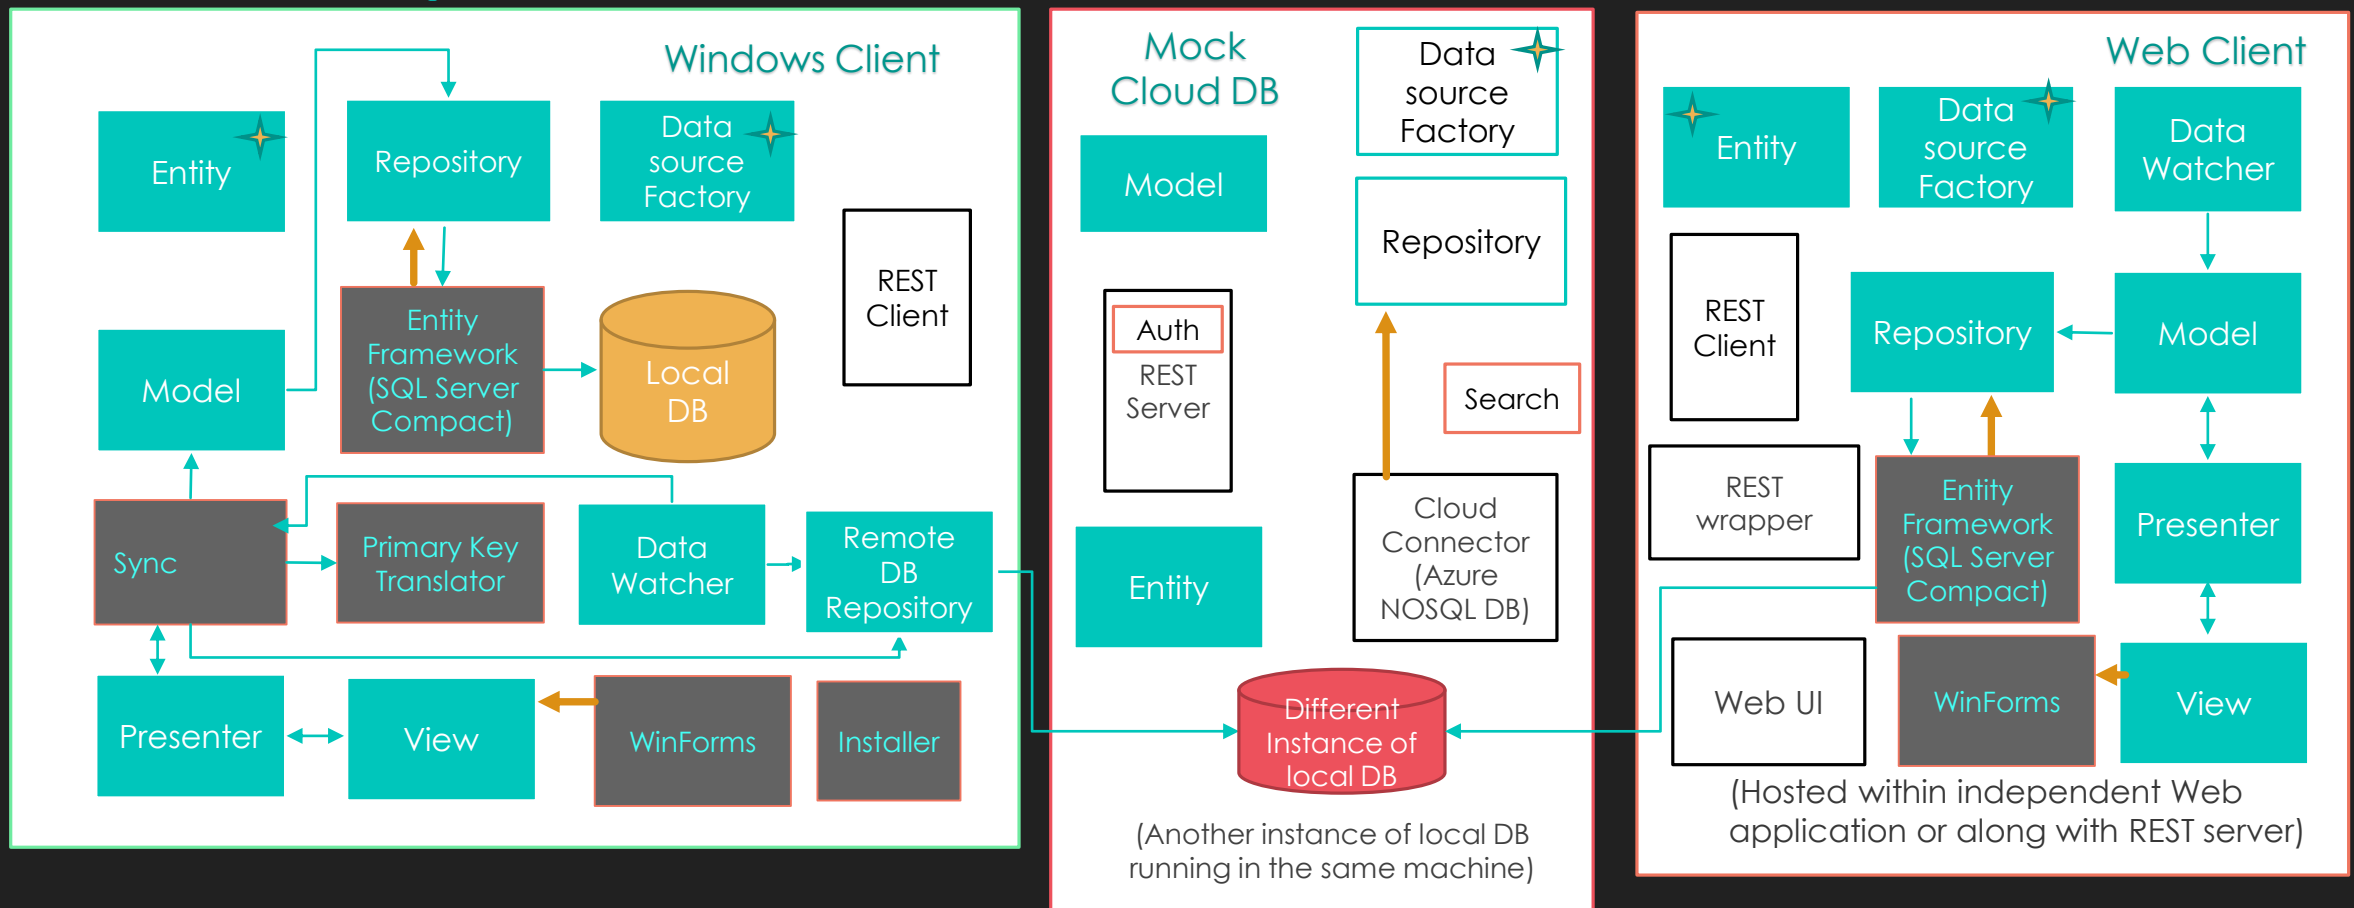 Windows Client
Entity
Repository
Data
source
Factory
REST
Client
Entity
Framework
(SQL Server
Compact)
Local
DB
Model
Sync
Primary Key
Translator
Data
Watcher
Remote
DB
Repository
Presenter
View
WinForms
Installer
Mock
Cloud DB
Data
source
Factory
Model
Repository
Auth
REST
Server
Search
Cloud
Connector
(Azure
NOSQL DB)
Entity
Different
Instance of
local DB
(Another instance of local DB
running in the same machine)
Web Client
Entity
Data
source
Factory
Data
Watcher
REST
Client
Repository
Model
REST
wrapper
Entity
Framework
(SQL Server
Compact)
Presenter
Web UI
WinForms
View
(Hosted within independent Web
application or along with REST server)